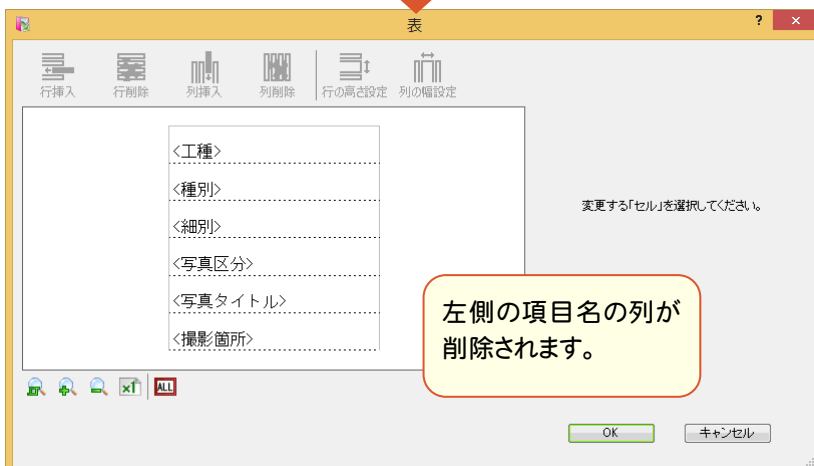 表
?
×
行挿入 行削除 列挿入 列削除 行の高さ設定 列の幅設定
<工種>
<種別>
<細別>
<写真区分>
<写真タイトル>
<撮影箇所>
変更する「セル」を選択してください。
左側の項目名の列が
削除されます。
×1 ALL
OK キャンセル